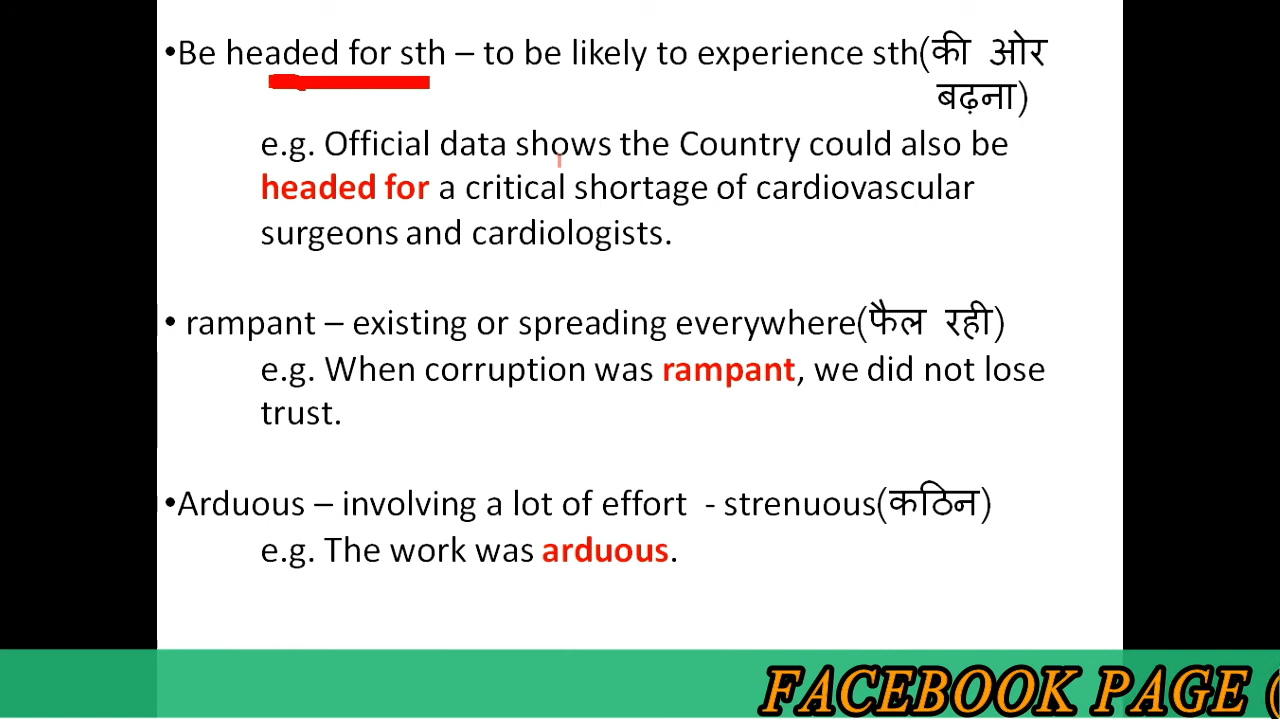 •Be headed for sth – to be likely to experience sth(की ओर
बढ़ना)
e.g. Official data shows the Country could also be
headed for a critical shortage of cardiovascular
surgeons and cardiologists.
• rampant – existing or spreading everywhere(फैल रही)
e.g. When corruption was rampant, we did not lose
trust.
•Arduous – involving a lot of effort - strenuous(कठिन)
e.g. The work was arduous.
FACEBOOK PAGE (